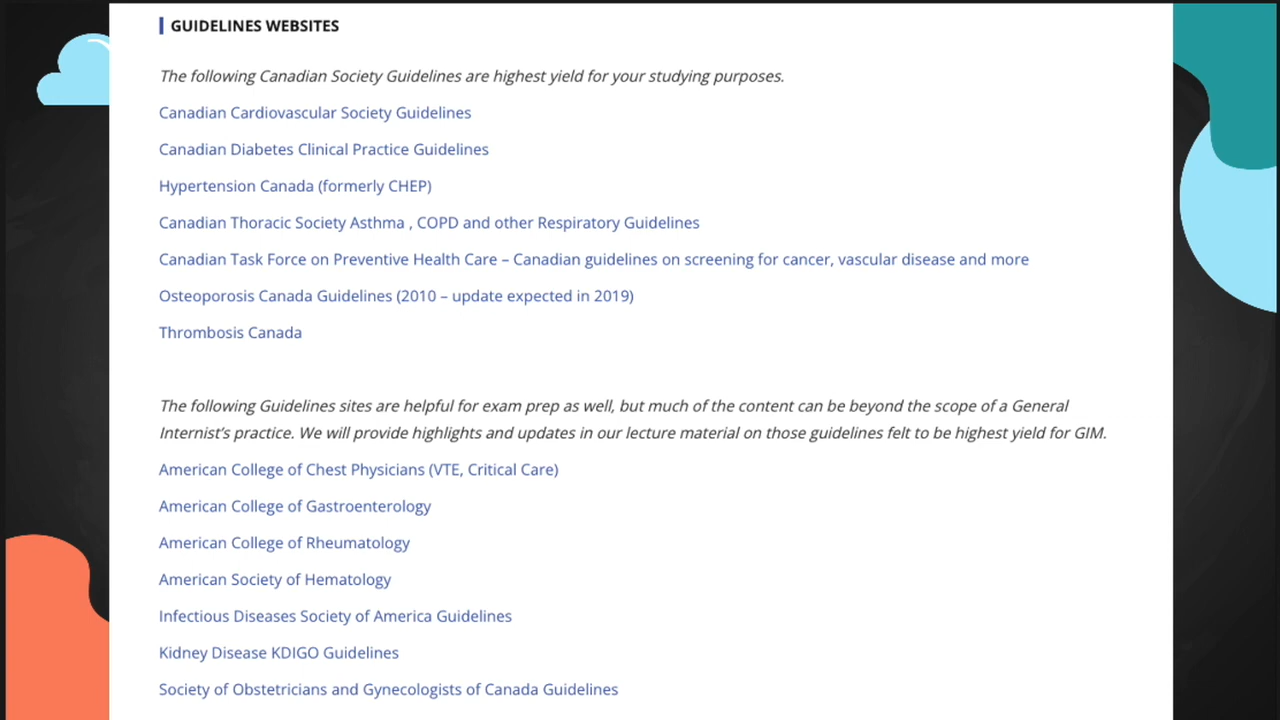 GUIDELINES WEBSITES
The following Canadian Society Guidelines are highest yield for your studying purposes.
Canadian Cardiovascular Society Guidelines
Canadian Diabetes Clinical Practice Guidelines
Hypertension Canada (formerly CHEP)
Canadian Thoracic Society Asthma , COPD and other Respiratory Guidelines
Canadian Task Force on Preventive Health Care – Canadian guidelines on screening for cancer, vascular disease and more
Osteoporosis Canada Guidelines (2010 – update expected in 2019)
Thrombosis Canada
The following Guidelines sites are helpful for exam prep as well, but much of the content can be beyond the scope of a General
Internist’s practice. We will provide highlights and updates in our lecture material on those guidelines felt to be highest yield for GIM.
American College of Chest Physicians (VTE, Critical Care)
American College of Gastroenterology
American College of Rheumatology
American Society of Hematology
Infectious Diseases Society of America Guidelines
Kidney Disease KDIGO Guidelines
Society of Obstetricians and Gynecologists of Canada Guidelines